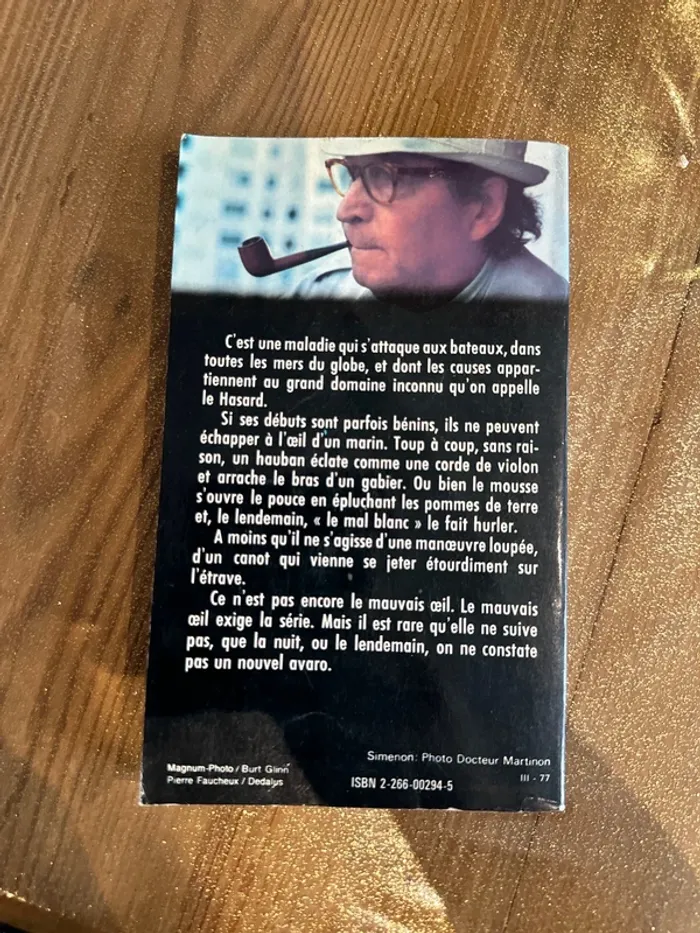 C'est une maladie qui s'attaque aux bateaux, dans
toutes les mers du globe, et dont les causes appar-
tiennent au grand domaine inconnu qu'on appelle
le Hasard.
Si ses débuts sont parfois bénins, ils ne peuvent
échapper à l'œil d'un marin. Toup à coup, sans rai-
son, un hauban éclate comme une corde de violon
et arrache le bras d'un gabier. Ou bien le mousse
s'ouvre le pouce en épluchant les pommes de terre
et, le lendemain, « le mal blanc » le fait hurler.
A moins qu'il ne s'agisse d'une manœuvre loupée,
d'un canot qui vienne se jeter étourdiment sur
l'étrave.
Ce n'est pas encore le mauvais œil. Le mauvais
œil exige la série. Mais il est rare qu'elle ne suive
pas, que la nuit, ou le lendemain, on ne constate
pas un nouvel avaro.
Simenon: Photo Docteur Martinon
Magnum-Photo / Burt Glinn
Pierre Faucheux / Dedalus
ISBN 2-266-00294-5
III - 77